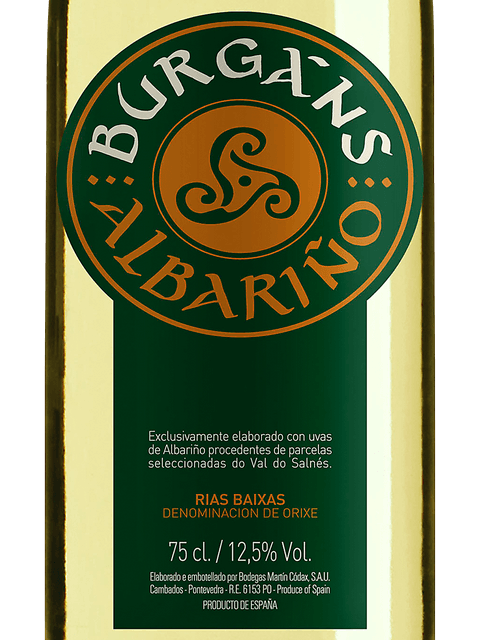 BURGÁNS
ALBARIÑO
Exclusivamente elaborado con uvas
de Albariño procedentes de parcelas
seleccionadas do Val do Salnés.
RIAS BAIXAS
DENOMINACION DE ORIXE
75 cl. / 12,5% Vol.
Elaborado e embotellado por Bodegas Martín Códax, S.A.U.
Cambados - Pontevedra - R.E. 6153 PO - Produce of Spain
PRODUCTO DE ESPAÑA